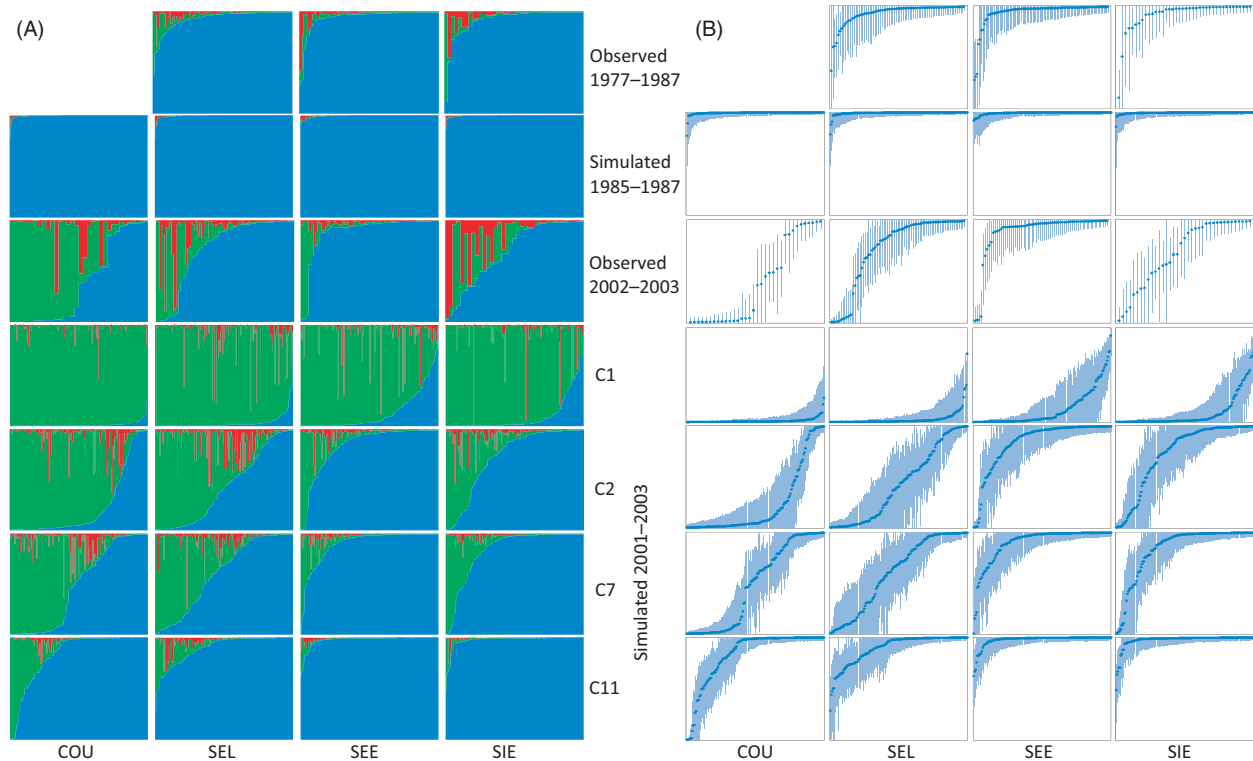 (A)
(B)
Observed
1977–1987
Simulated
1985–1987
Observed
2002–2003
C1
C2
C7
C11
Simulated 2001–2003
COU
SEL
SEE
SIE
COU
SEL
SEE
SIE